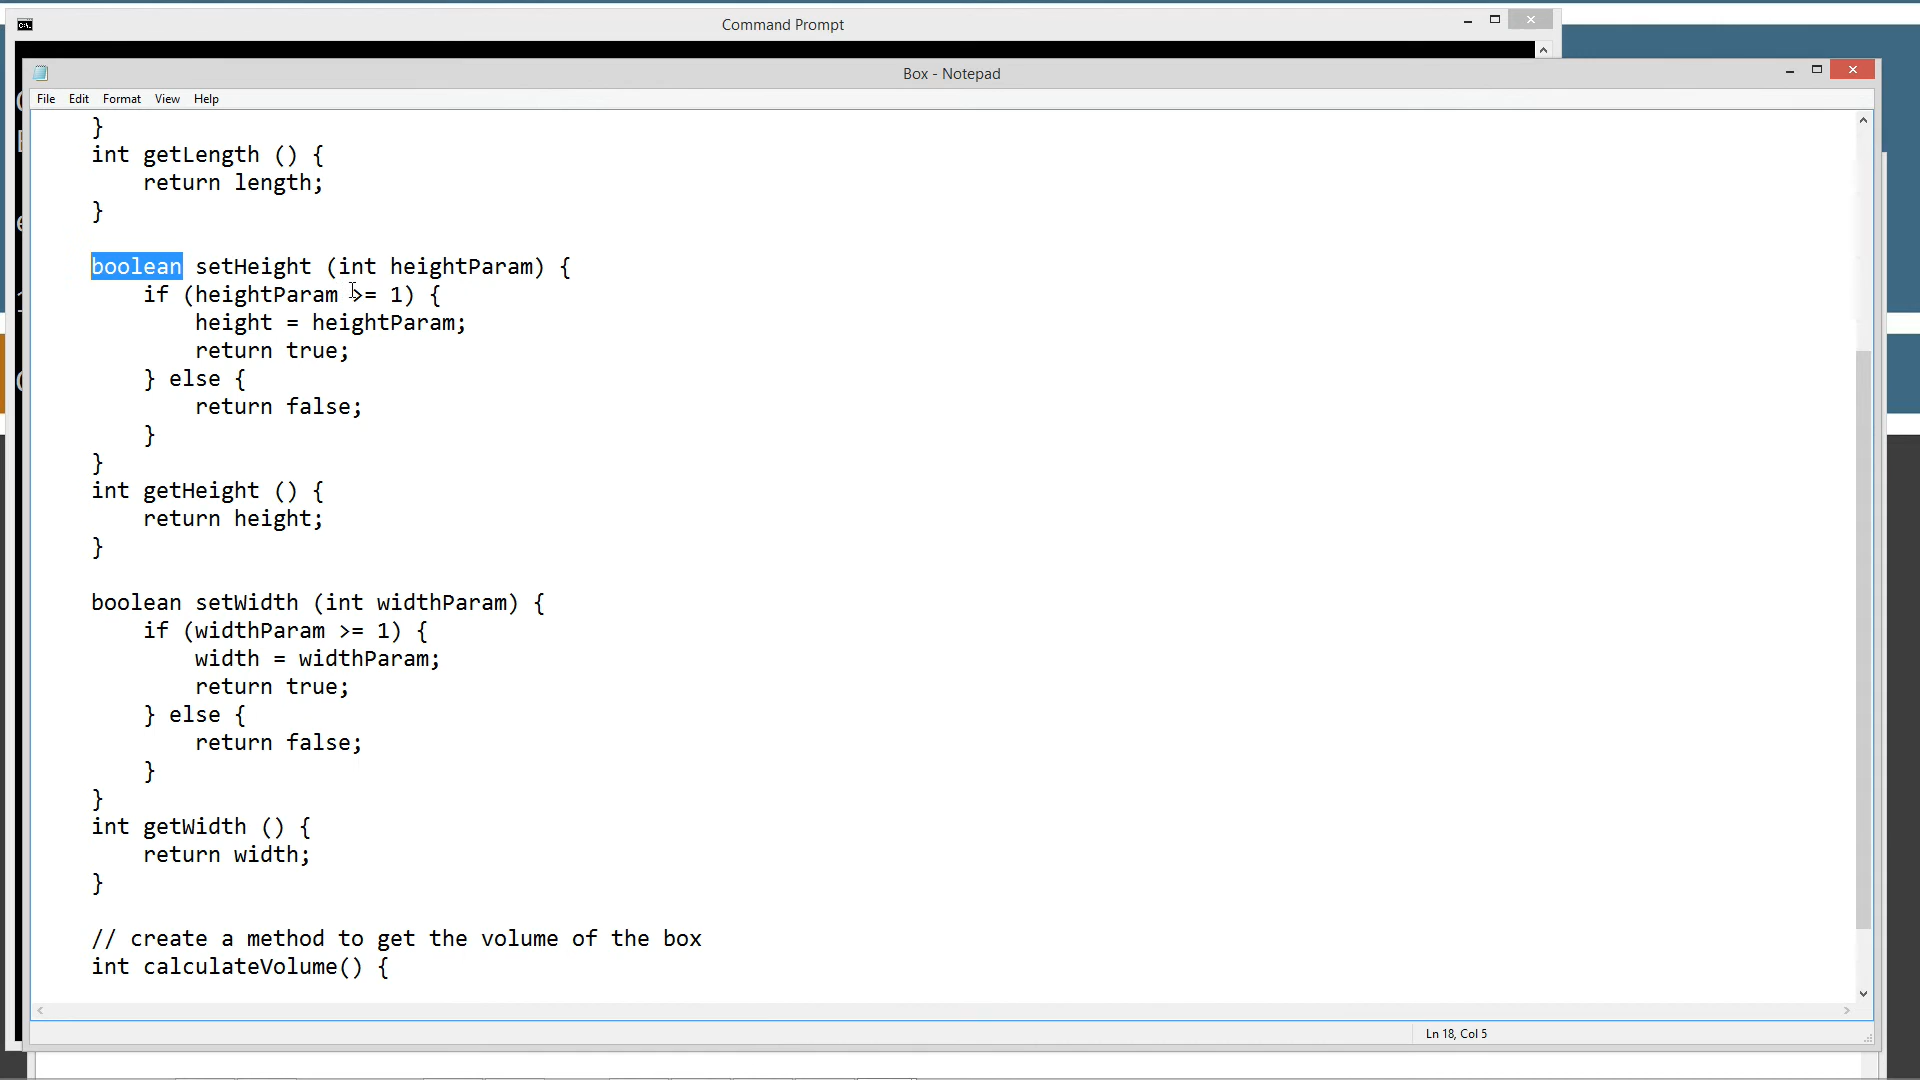 Command Prompt
Box - Notepad
File Edit Format View Help
}
int getLength () {
return length;
}
boolean setHeight (int heightParam) {
if (heightParam >= 1) {
height = heightParam;
return true;
} else {
return false;
}
}
int getHeight () {
return height;
}
boolean setWidth (int widthParam) {
if (widthParam >= 1) {
width = widthParam;
return true;
} else {
return false;
}
}
int getWidth () {
return width;
}
// create a method to get the volume of the box
int calculateVolume() {
Ln 18, Col 5